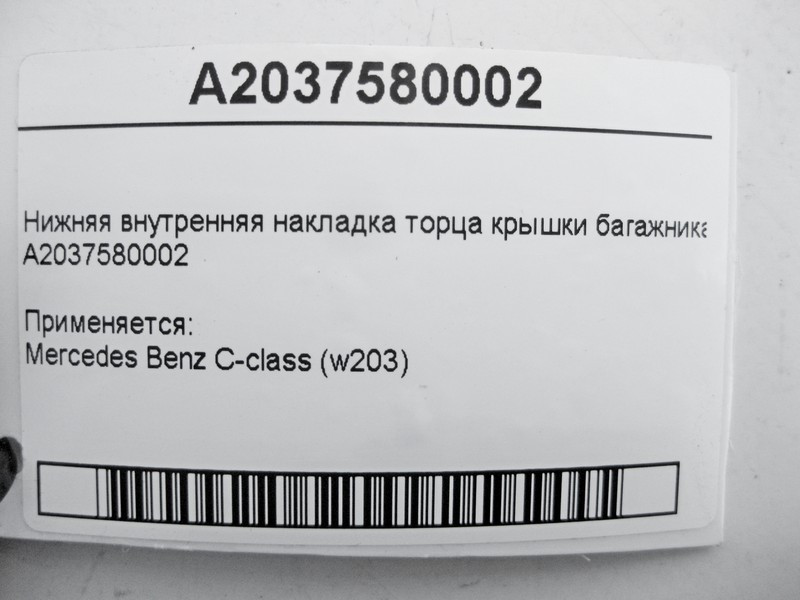 A2037580002
Нижняя внутренняя накладка торца крышки багажника
A2037580002
Применяется:
Mercedes Benz C-class (w203)